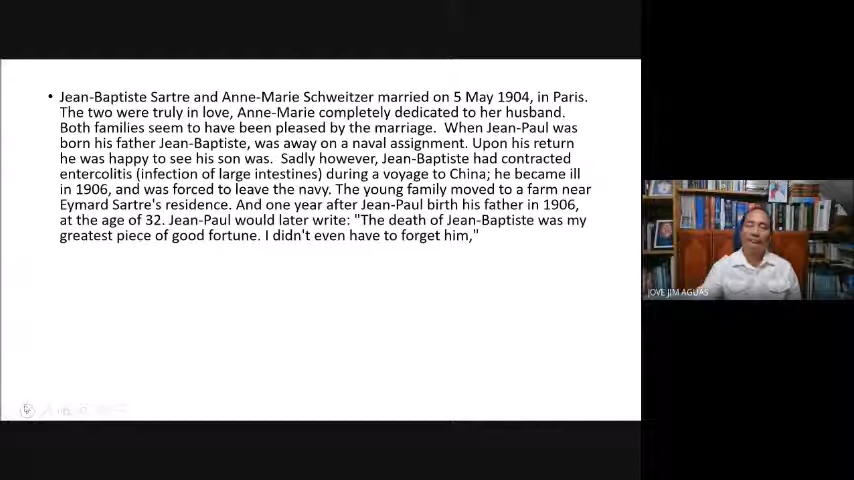 • Jean-Baptiste Sartre and Anne-Marie Schweitzer married on 5 May 1904, in Paris.
The two were truly in love, Anne-Marie completely dedicated to her husband.
Both families seem to have been pleased by the marriage.  When Jean-Paul was
born his father Jean-Baptiste, was away on a naval assignment. Upon his return
he was happy to see his son was.  Sadly however, Jean-Baptiste had contracted
entercolitis (infection of large intestines) during a voyage to China; he became ill
in 1906, and was forced to leave the navy. The young family moved to a farm near
Eymard Sartre's residence. And one year after Jean-Paul birth his father in 1906,
at the age of 32. Jean-Paul would later write: "The death of Jean-Baptiste was my
greatest piece of good fortune. I didn't even have to forget him,"
JOVE JIM AGUAS